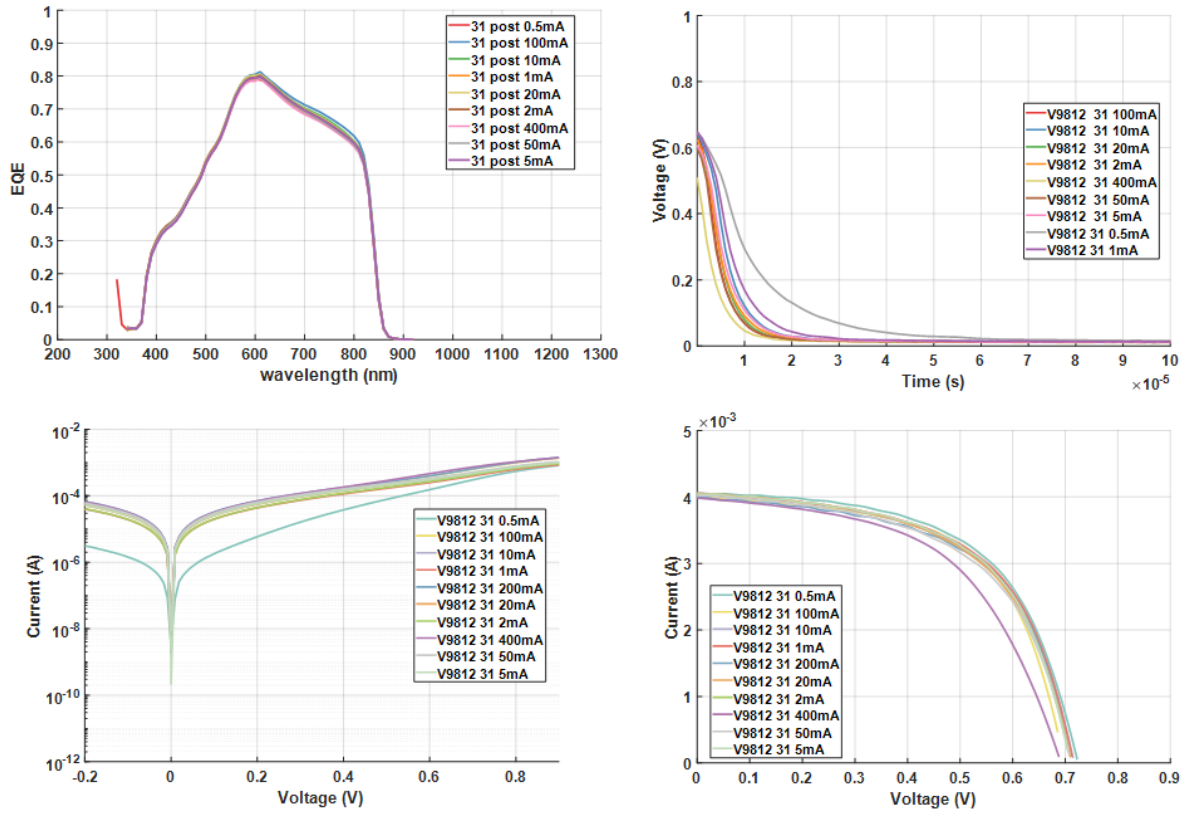 1
0.9
0.8
0.7
0.6
0.5
0.4
0.3
0.2
0.1
0
EQE
200 300 400 500 600 700 800 900 1000 1100 1200 1300
wavelength (nm)
31 post 0.5mA
31 post 100mA
31 post 10mA
31 post 1mA
31 post 20mA
31 post 2mA
31 post 400mA
31 post 50mA
31 post 5mA
1
0.8
0.6
0.4
0.2
0
Voltage (V)
1 2 3 4 5 6 7 8 9 10
Time (s)
×10-5
V9812 31 100mA
V9812 31 10mA
V9812 31 20mA
V9812 31 2mA
V9812 31 400mA
V9812 31 50mA
V9812 31 5mA
V9812 31 0.5mA
V9812 31 1mA
10-2
10-4
10-6
10-8
10-10
10-12
Current (A)
-0.2 0 0.2 0.4 0.6 0.8
Voltage (V)
V9812 31 0.5mA
V9812 31 100mA
V9812 31 10mA
V9812 31 1mA
V9812 31 200mA
V9812 31 20mA
V9812 31 2mA
V9812 31 400mA
V9812 31 50mA
V9812 31 5mA
×10-3
5
4
3
2
1
0
Current (A)
0 0.1 0.2 0.3 0.4 0.5 0.6 0.7 0.8 0.9
Voltage (V)
V9812 31 0.5mA
V9812 31 100mA
V9812 31 10mA
V9812 31 1mA
V9812 31 200mA
V9812 31 20mA
V9812 31 2mA
V9812 31 400mA
V9812 31 50mA
V9812 31 5mA